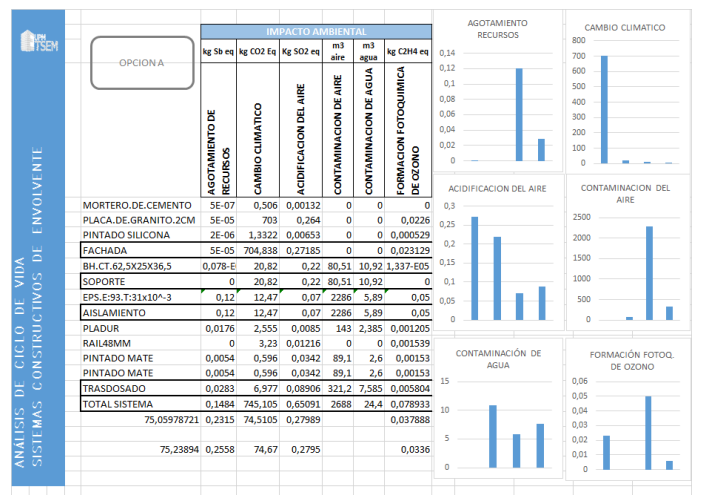 UPM
TSEM
ANÁLISIS DE CICLO DE VIDA
SISTEMAS CONSTRUCTIVOS DE ENVOLVENTE
OPCION A
IMPACTO AMBIENTAL
kg Sb eq kg CO2 Eq Kg SO2 eq m3 aire m3 agua kg C2H4 eq
AGOTAMIENTO DE RECURSOS
CAMBIO CLIMATICO
ACIDIFICACION DEL AIRE
CONTAMINACION DE AIRE
CONTAMINACION DE AGUA
FORMACION FOTOQUIMICA DE OZONO
MORTERO.DE.CEMENTO 5E-07 0,506 0,00132 0 0 0
PLACA.DE.GRANITO.2CM 5E-05 703 0,264 0 0 0,0226
PINTADO SILICONA 2E-06 1,3322 0,00653 0 0 0,000529
FACHADA 5E-05 704,838 0,27185 0 0 0,023129
BH.CT.62,5X25X36,5 0,078-E 20,82 0,22 80,51 10,92 1,337-E05
SOPORTE 0 20,82 0,22 80,51 10,92 0
EPS.E:93.T:31x10^-3 0,12 12,47 0,07 2286 5,89 0,05
AISLAMIENTO 0,12 12,47 0,07 2286 5,89 0,05
PLADUR 0,0176 2,555 0,0085 143 2,385 0,001205
RAIL48MM 0 3,23 0,01216 0 0 0,001539
PINTADO MATE 0,0054 0,596 0,0342 89,1 2,6 0,00153
PINTADO MATE 0,0054 0,596 0,0342 89,1 2,6 0,00153
TRASDOSADO 0,0283 6,977 0,08906 321,2 7,585 0,005804
TOTAL SISTEMA 0,1484 745,105 0,65091 2688 24,4 0,078933
75,05978721 0,2315 74,5105 0,27989 0,037888
75,23894 0,2558 74,67 0,2795 0,0336
AGOTAMIENTO
RECURSOS
0,14
0,12
0,1
0,08
0,06
0,04
0,02
0
CAMBIO CLIMATICO
800
700
600
500
400
300
200
100
0
ACIDIFICACION DEL AIRE
0,3
0,25
0,2
0,15
0,1
0,05
0
CONTAMINACION DEL
AIRE
2500
2000
1500
1000
500
0
CONTAMINACIÓN DE
AGUA
15
10
5
0
FORMACIÓN FOTOQ.
DE OZONO
0,06
0,05
0,04
0,03
0,02
0,01
0